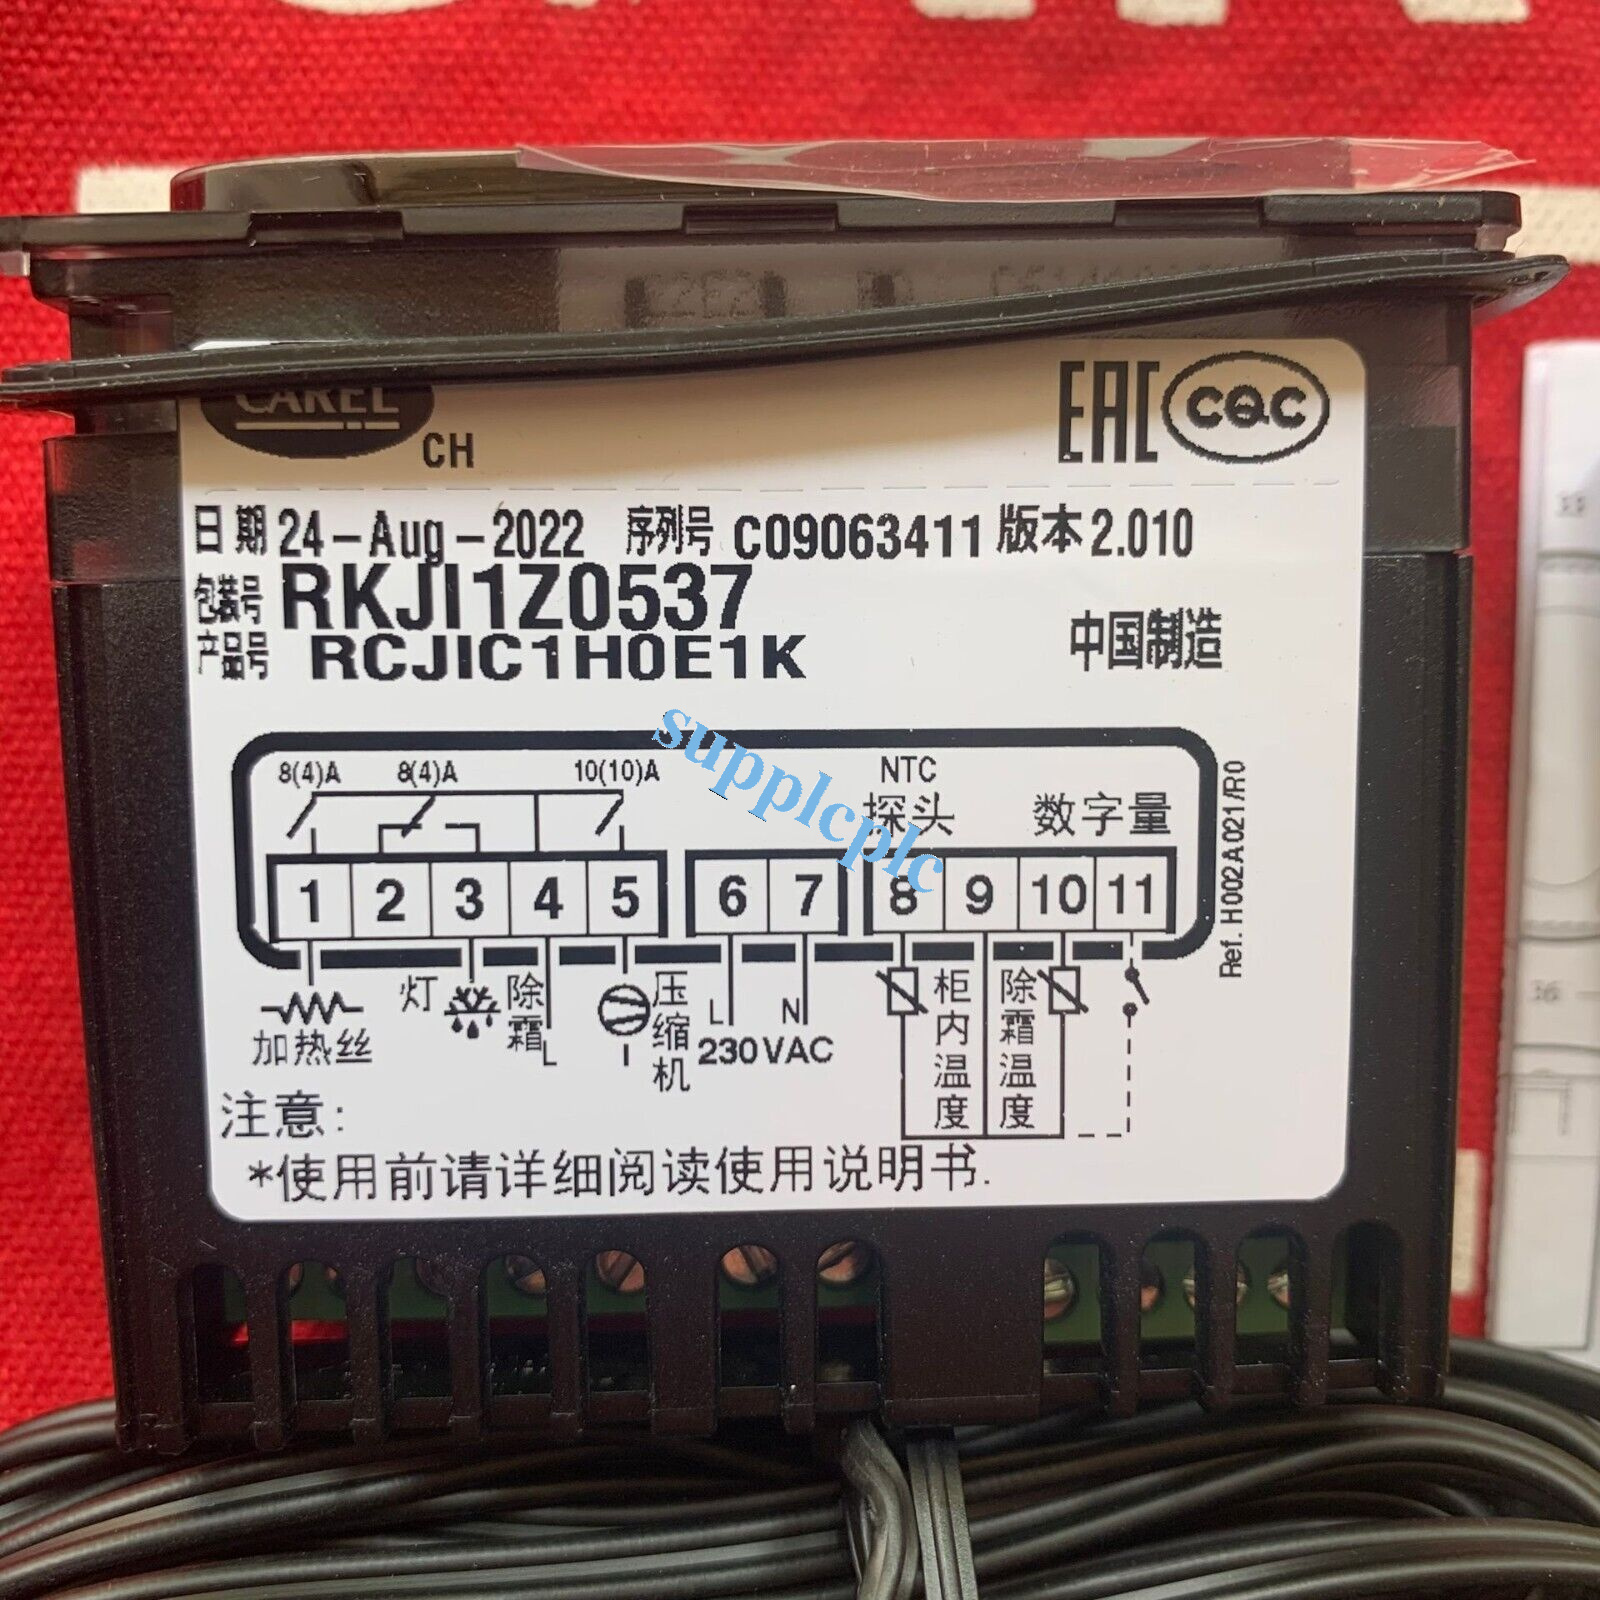 CAREL
CH
EAC
CQC
日期 24-Aug-2022 序列号 C09063411 版本 2.010
包装号 RKJI1Z0537
产品号 RCJIC1H0E1K
中国制造
8(4)A 8(4)A 10(10)A
NTC
探头 数字量
1 2 3 4 5 6 7 8 9 10 11
Ref. H002A021/R0
加热丝
灯
除霜
L
压缩机
L N
230VAC
柜内温度
除霜温度
注意:
*使用前请详细阅读使用说明书.
supplcplc
33
36